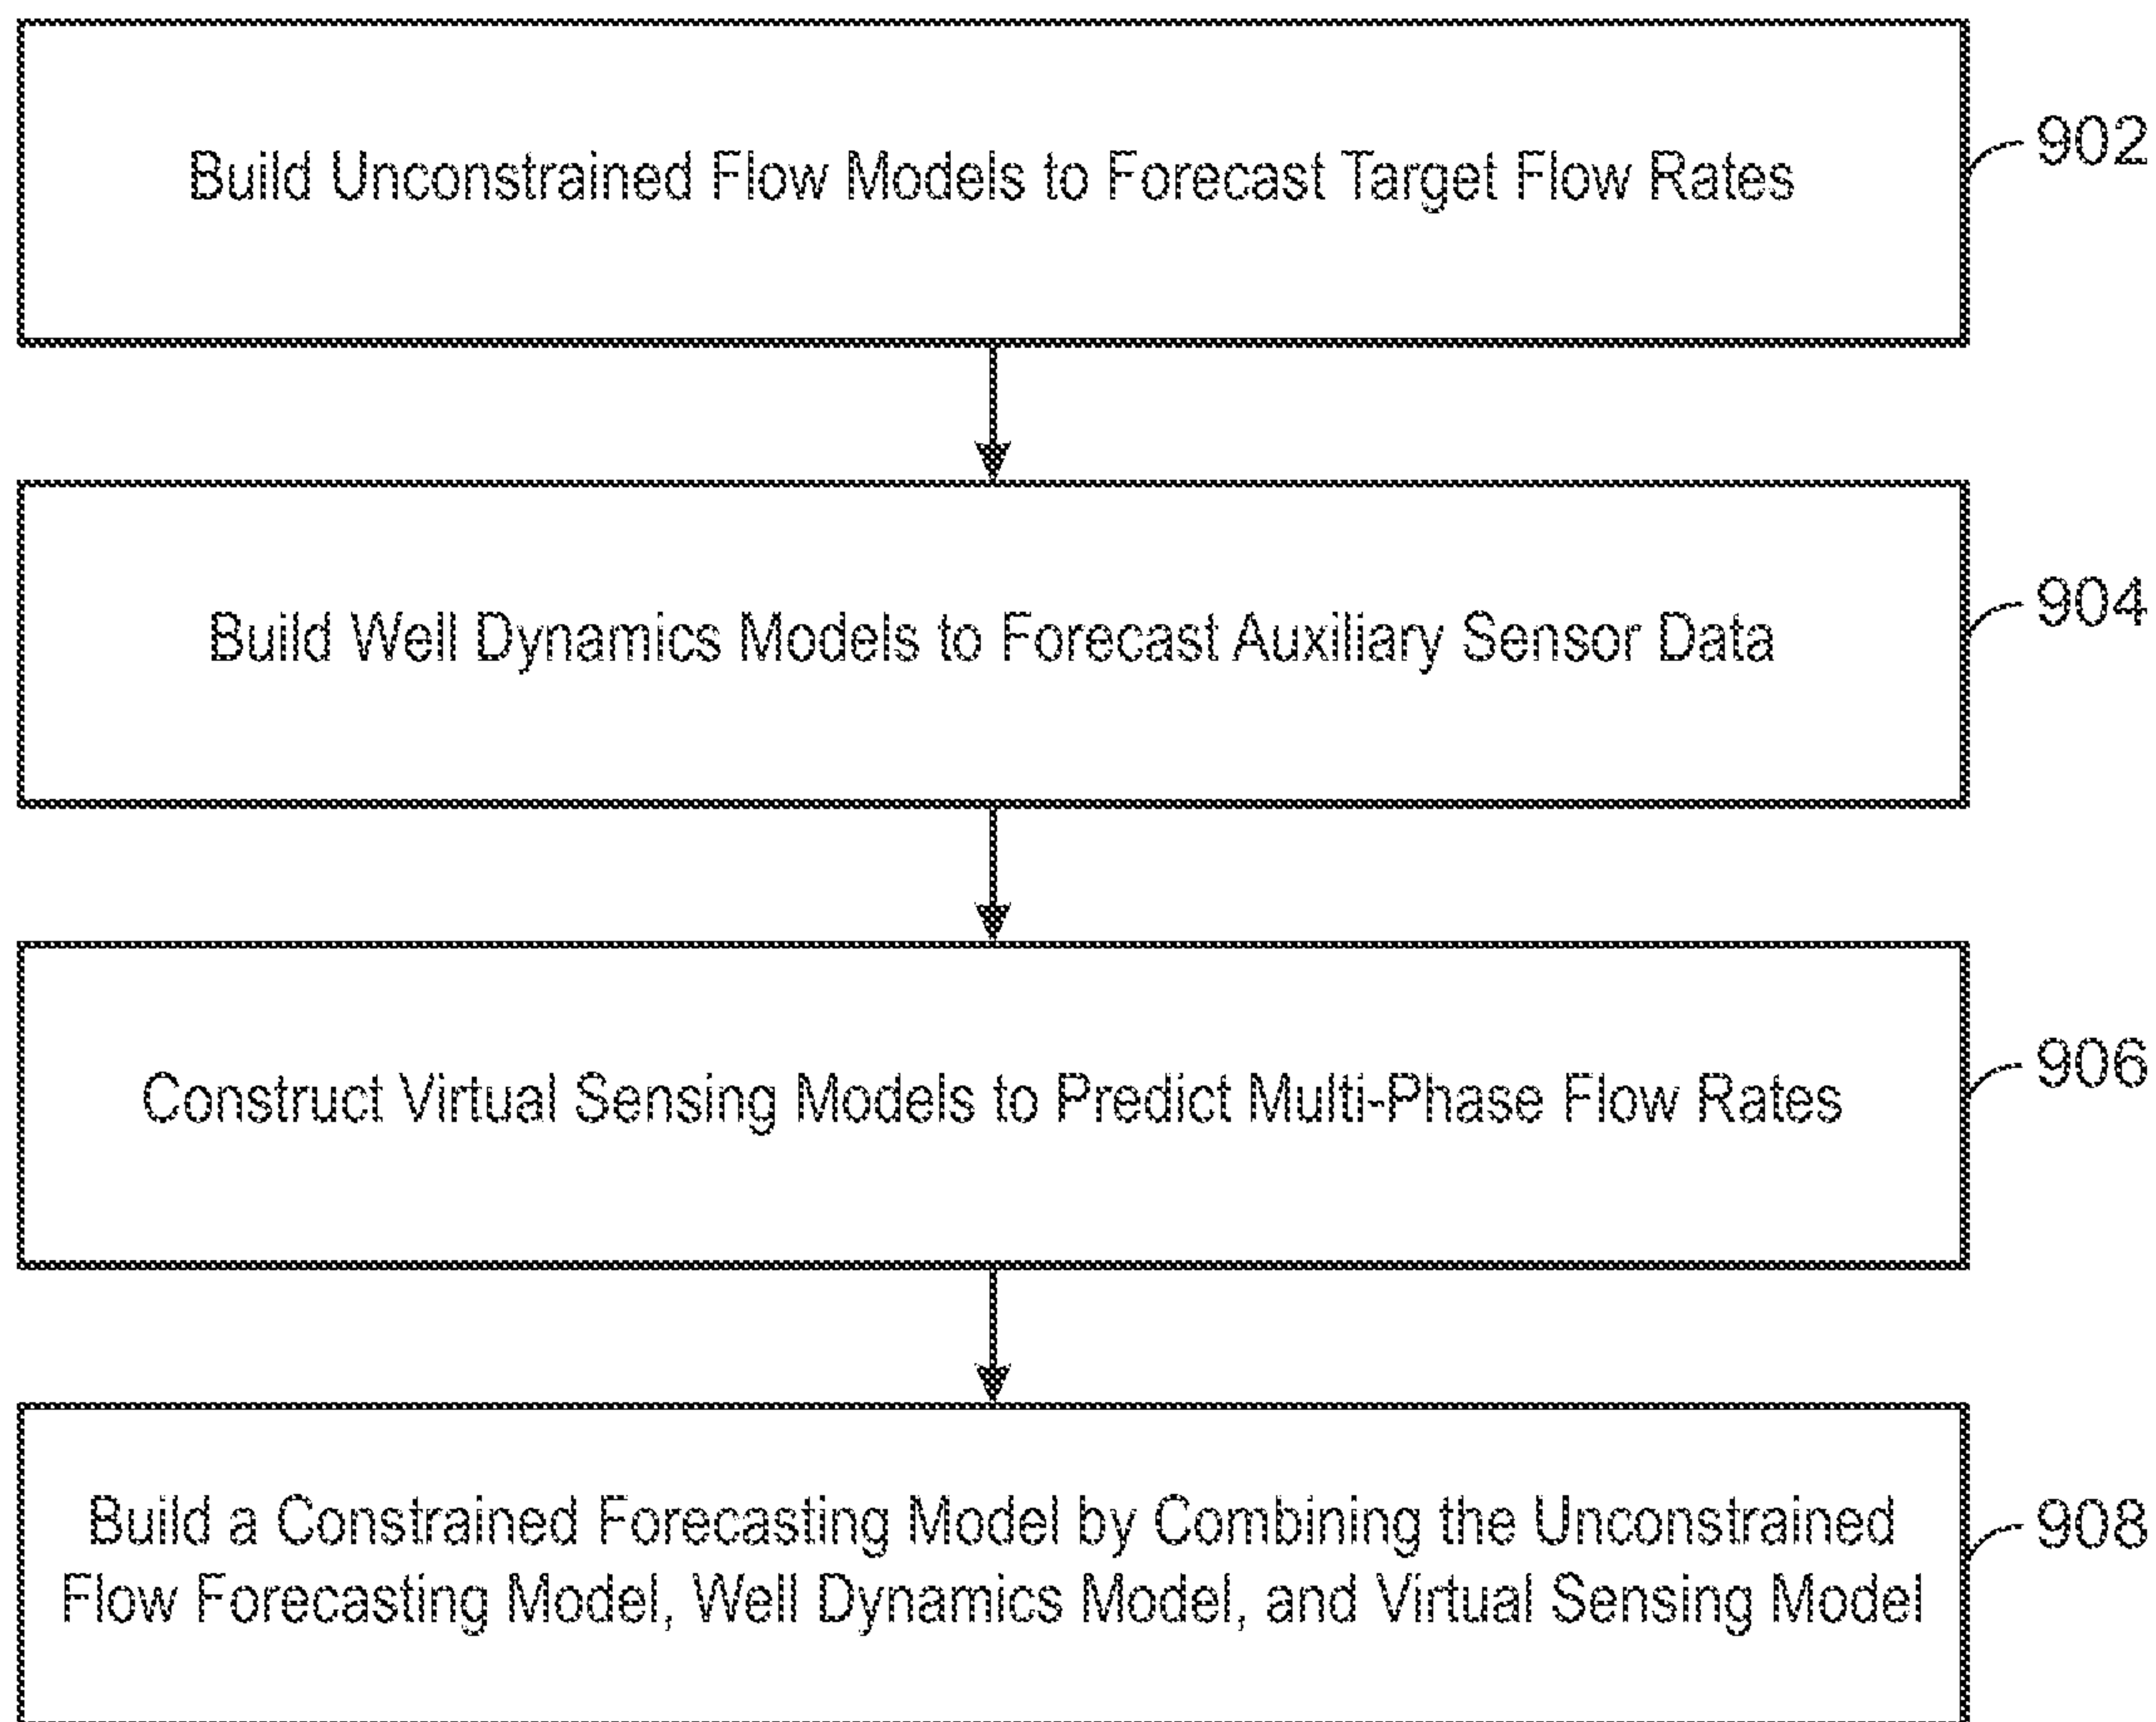 Build Unconstrained Flow Models to Forecast Target Flow Rates
902
Build Well Dynamics Models to Forecast Auxiliary Sensor Data
904
Construct Virtual Sensing Models to Predict Multi-Phase Flow Rates
906
Build a Constrained Forecasting Model by Combining the Unconstrained
Flow Forecasting Model, Well Dynamics Model, and Virtual Sensing Model
908